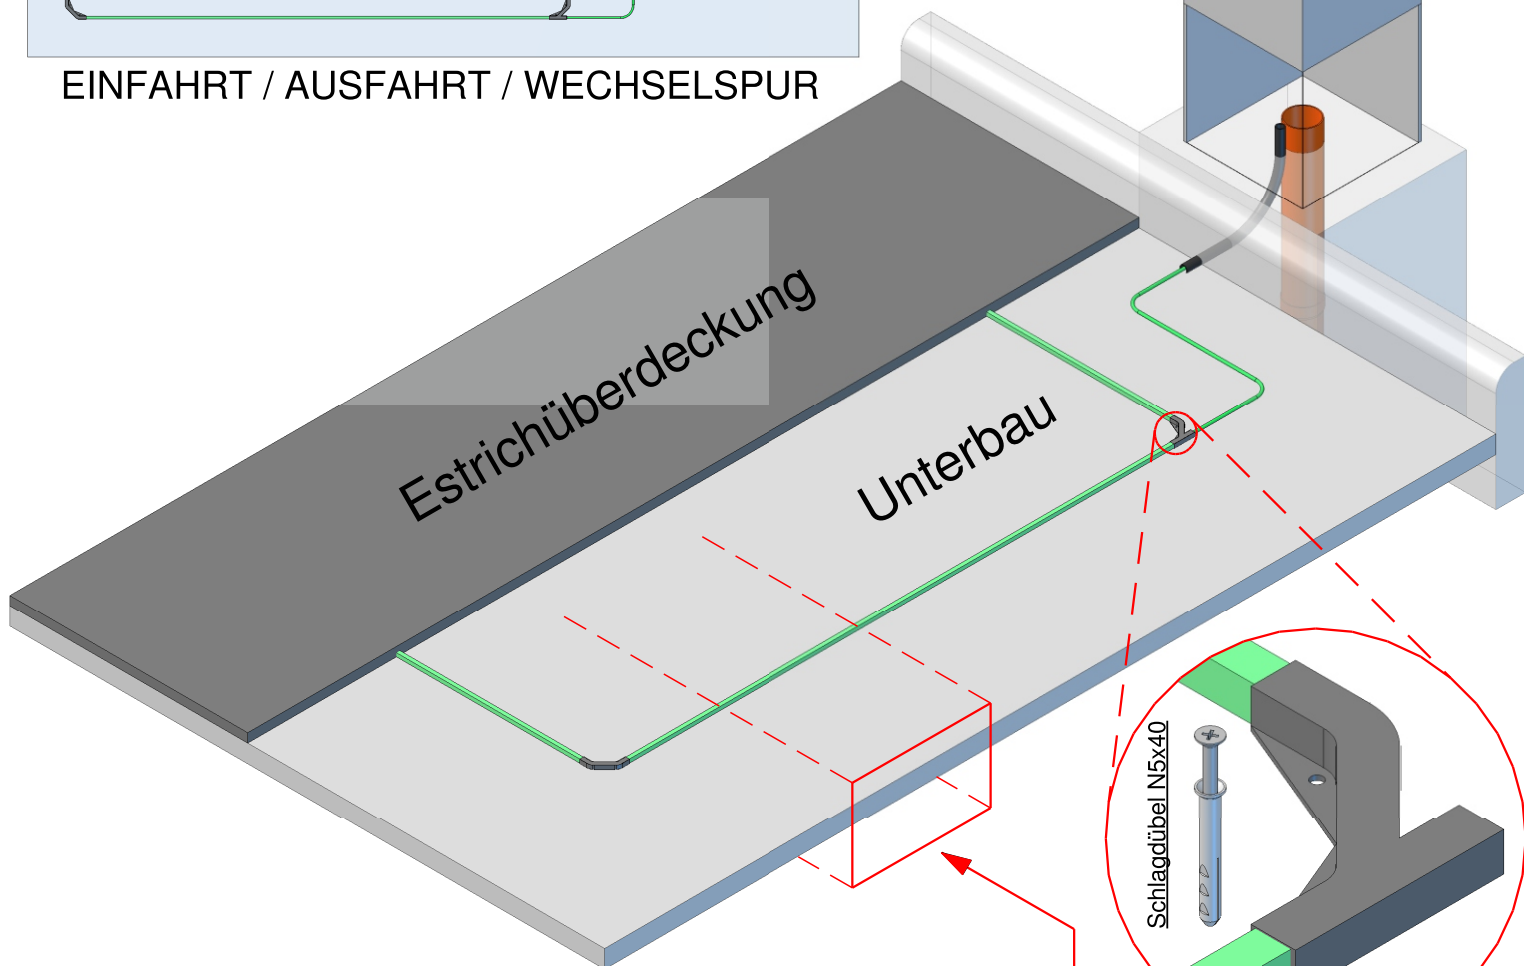 EINFAHRT / AUSFAHRT / WECHSELSPUR
Estrichüberdeckung
Unterbau
Schlagdübel N5x40